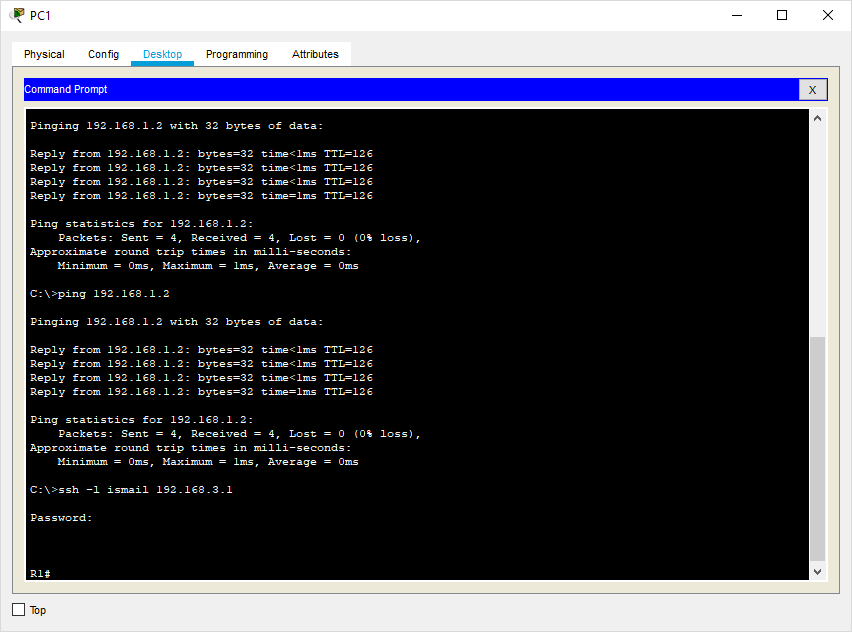 PC1
Physical Config Desktop Programming Attributes
Command Prompt X
Pinging 192.168.1.2 with 32 bytes of data:
Reply from 192.168.1.2: bytes=32 time<1ms TTL=126
Reply from 192.168.1.2: bytes=32 time<1ms TTL=126
Reply from 192.168.1.2: bytes=32 time<1ms TTL=126
Reply from 192.168.1.2: bytes=32 time=1ms TTL=126
Ping statistics for 192.168.1.2:
Packets: Sent = 4, Received = 4, Lost = 0 (0% loss),
Approximate round trip times in milli-seconds:
Minimum = 0ms, Maximum = 1ms, Average = 0ms
C:\>ping 192.168.1.2
Pinging 192.168.1.2 with 32 bytes of data:
Reply from 192.168.1.2: bytes=32 time<1ms TTL=126
Reply from 192.168.1.2: bytes=32 time<1ms TTL=126
Reply from 192.168.1.2: bytes=32 time<1ms TTL=126
Reply from 192.168.1.2: bytes=32 time=1ms TTL=126
Ping statistics for 192.168.1.2:
Packets: Sent = 4, Received = 4, Lost = 0 (0% loss),
Approximate round trip times in milli-seconds:
Minimum = 0ms, Maximum = 1ms, Average = 0ms
C:\>ssh -l ismail 192.168.3.1
Password:
R1#
Top